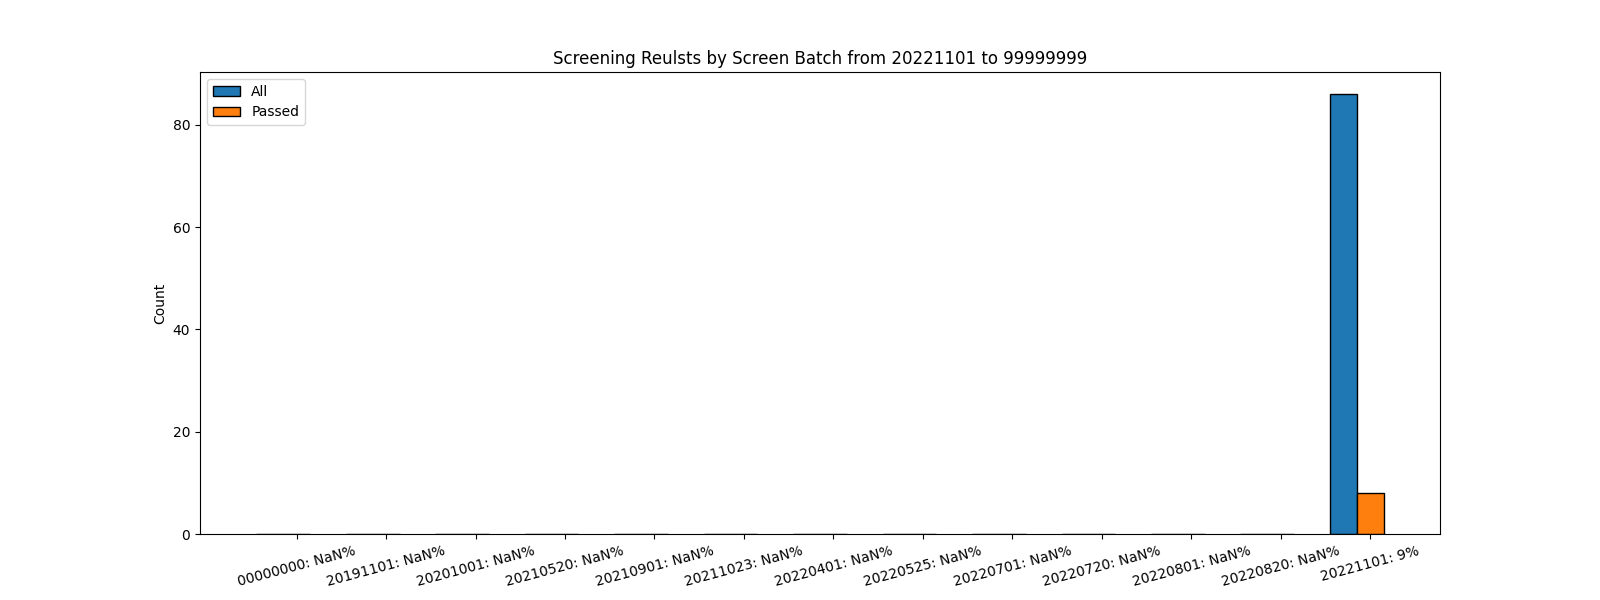 Screening Reulsts by Screen Batch from 20221101 to 99999999
All
Passed
80
60
40
20
0
Count
00000000: NaN%
20191101: NaN%
20201001: NaN%
20210520: NaN%
20210901: NaN%
20211023: NaN%
20220401: NaN%
20220525: NaN%
20220701: NaN%
20220720: NaN%
20220801: NaN%
20220820: NaN%
20221101: 9%